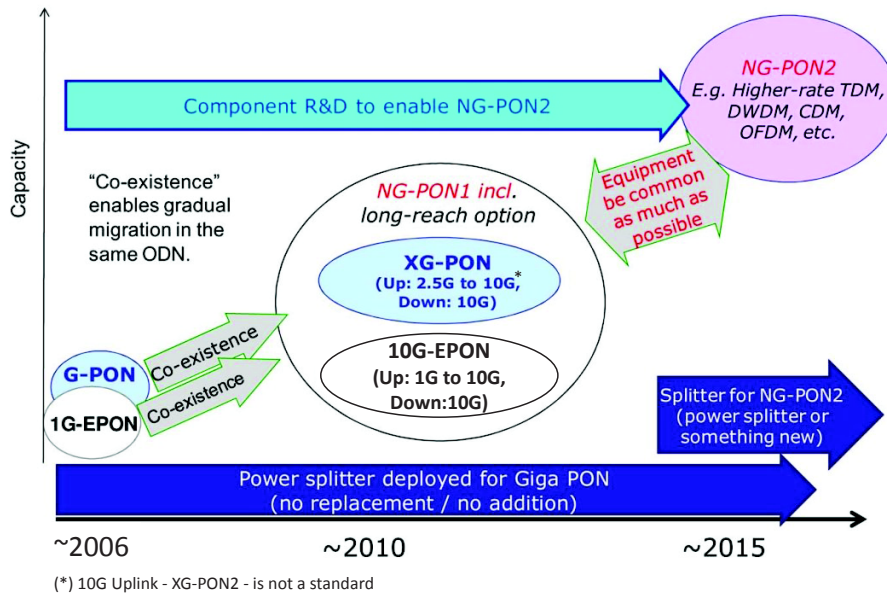 NG-PON2
E.g. Higher-rate TDM,
DWDM, CDM,
OFDM, etc.
Component R&D to enable NG-PON2
Capacity
"Co-existence"
enables gradual
migration in the
same ODN.
NG-PON1 incl.
long-reach option
Equipment
be common
as much as
possible
XG-PON
(Up: 2.5G to 10G,*
Down: 10G)
10G-EPON
(Up: 1G to 10G,
Down:10G)
Co-existence
Co-existence
G-PON
1G-EPON
Splitter for NG-PON2
(power splitter or
something new)
Power splitter deployed for Giga PON
(no replacement / no addition)
~2006
~2010
~2015
(*) 10G Uplink - XG-PON2 - is not a standard